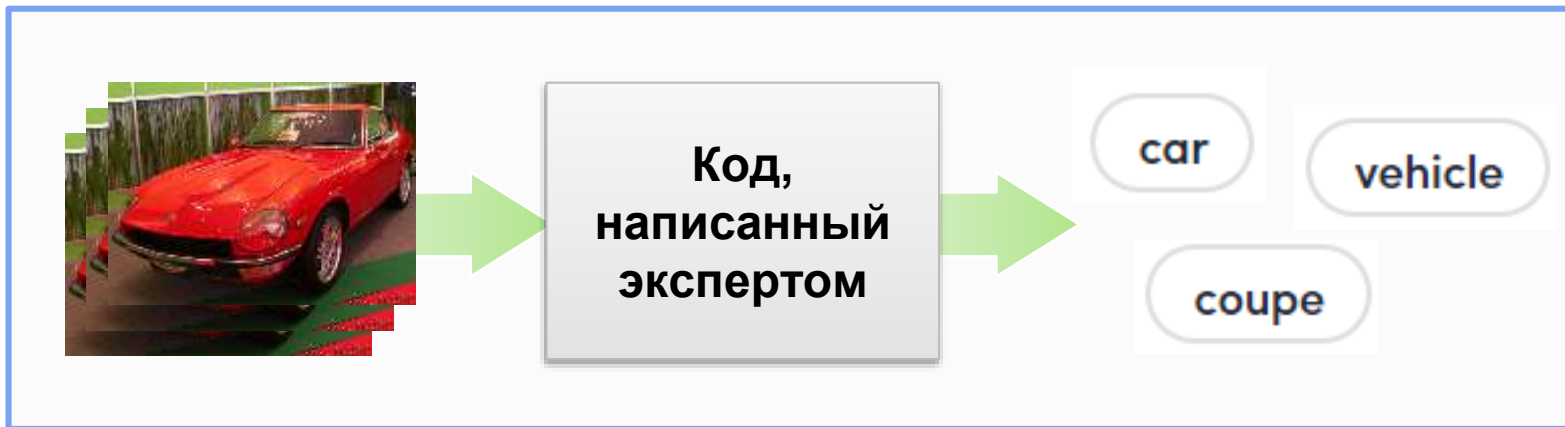 Код,
написанный
экспертом
car
vehicle
coupe